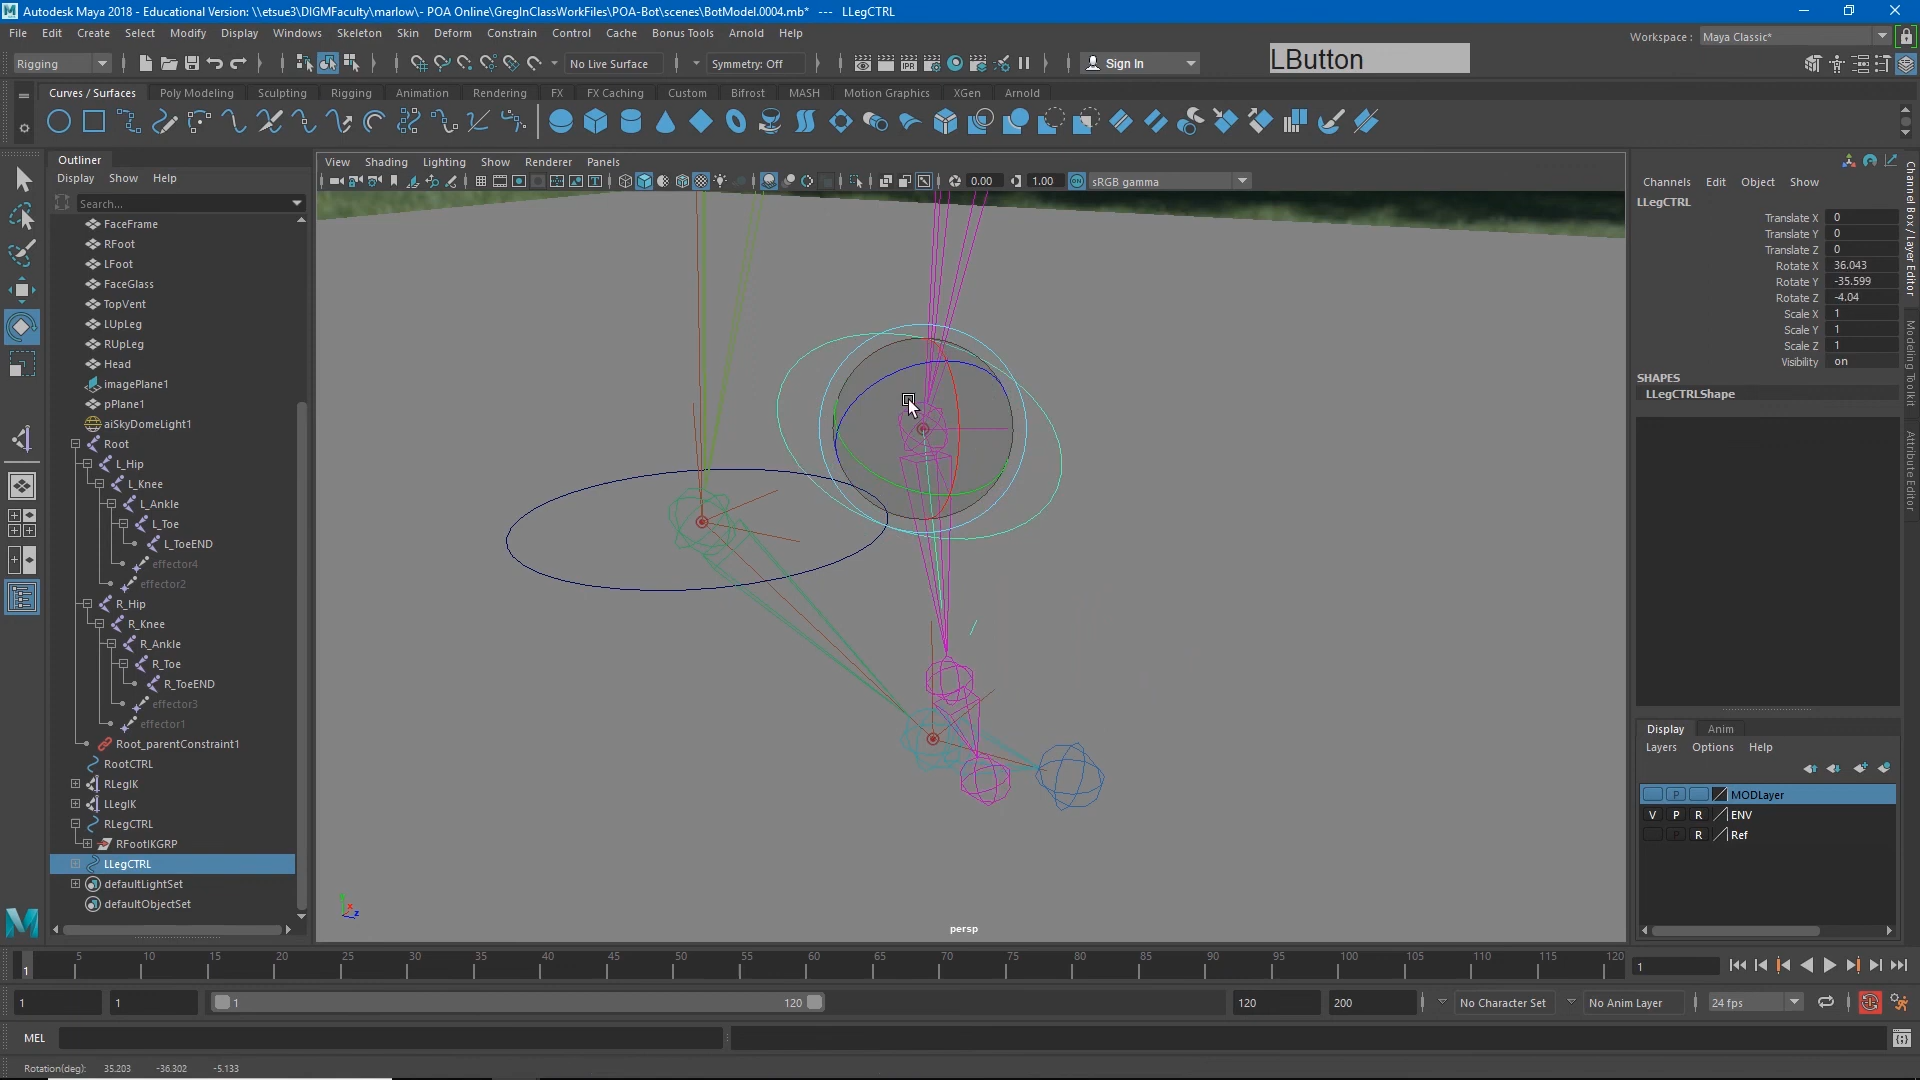 Autodesk Maya 2018 - Educational Version: \\etsue3\DIGMFaculty\marlow\- POA Online\GregInClassWorkFiles\POA-Bot\scenes\BotModel.0004.mb* --- LLegCTRL
File Edit Create Select Modify Display Windows Skeleton Skin Deform Constrain Control Cache Bonus Tools Arnold Help
Workspace : Maya Classic*
Rigging
No Live Surface
Symmetry: Off
Sign In
LButton
Curves / Surfaces Poly Modeling Sculpting Rigging Animation Rendering FX FX Caching Custom Bifrost MASH Motion Graphics XGen Arnold
Outliner
Display Show Help
Search...
FaceFrame
RFoot
LFoot
FaceGlass
TopVent
LUpLeg
RUpLeg
Head
imagePlane1
pPlane1
aiSkyDomeLight1
Root
L_Hip
L_Knee
L_Ankle
L_Toe
L_ToeEND
effector4
effector2
R_Hip
R_Knee
R_Ankle
R_Toe
R_ToeEND
effector3
effector1
Root_parentConstraint1
RootCTRL
RLegIK
LLegIK
RLegCTRL
RFootIKGRP
LLegCTRL
defaultLightSet
defaultObjectSet
View Shading Lighting Show Renderer Panels
0.00 1.00 sRGB gamma
persp
Channels Edit Object Show
LLegCTRL
Translate X 0
Translate Y 0
Translate Z 0
Rotate X 36.043
Rotate Y -35.599
Rotate Z -4.04
Scale X 1
Scale Y 1
Scale Z 1
Visibility on
SHAPES
LLegCTRLShape
Channel Box / Layer Editor
Modeling Toolkit
Attribute Editor
Display Anim
Layers Options Help
P MODLayer
V P R ENV
P R Ref
5 10 15 20 25 30 35 40 45 50 55 60 65 70 75 80 85 90 95 100 105 110 115 120
1
1
1 1 1 120 120 200 No Character Set No Anim Layer 24 fps
MEL
Rotation(deg): 35.203 -36.302 -5.133